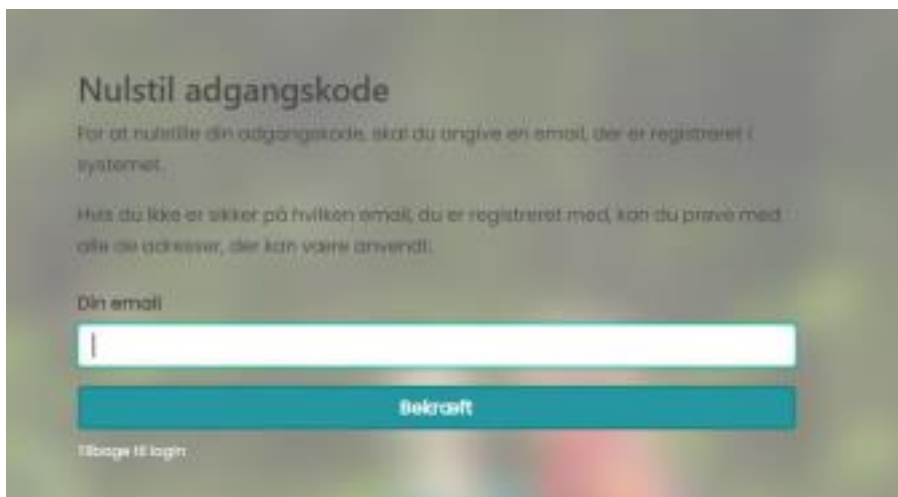 Nulstil adgangskode
For at nulstille din adgangskode, skal du angive en email, der er registreret i
systemet.
Hvis du ikke er sikker på hvilken email, du er registreret med, kan du prøve med
alle de adresser, der kan være anvendt.
Din email
Bekræft
Tilbage til login